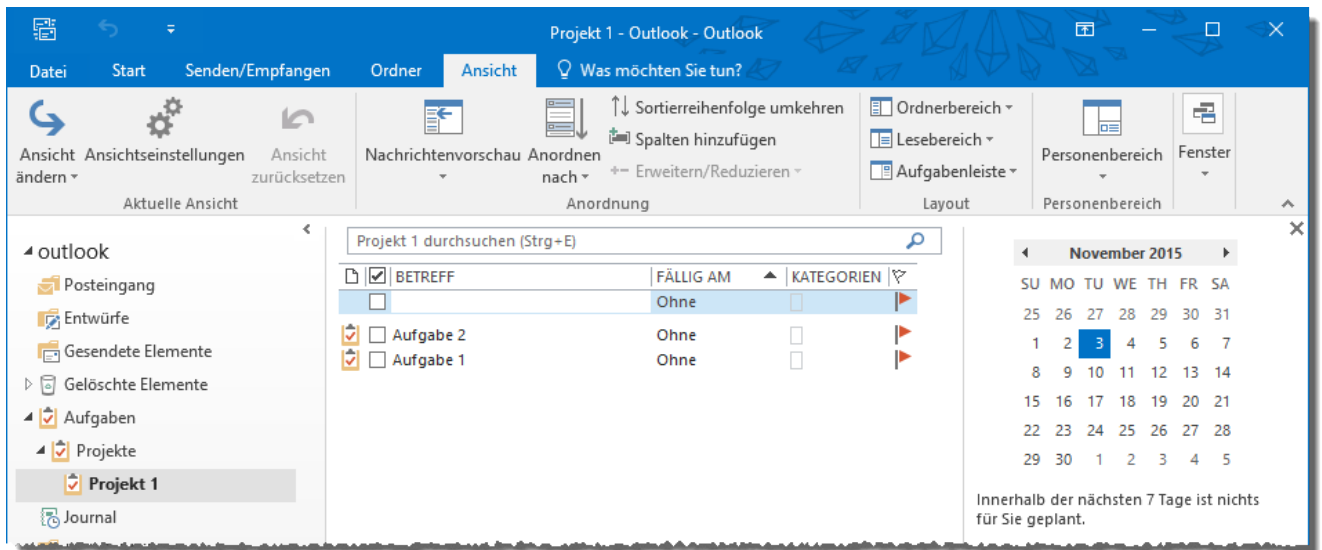 Projekt 1 - Outlook - Outlook
Datei Start Senden/Empfangen Ordner Ansicht Was möchten Sie tun?
Ansicht ändern
Ansichtseinstellungen
Ansicht zurücksetzen
Aktuelle Ansicht
Nachrichtenvorschau
Anordnen nach
Sortierreihenfolge umkehren
Spalten hinzufügen
Erweitern/Reduzieren
Anordnung
Ordnerbereich
Lesebereich
Aufgabenleiste
Layout
Personenbereich
Personenbereich
Fenster
outlook
Posteingang
Entwürfe
Gesendete Elemente
Gelöschte Elemente
Aufgaben
Projekte
Projekt 1
Journal
Projekt 1 durchsuchen (Strg+E)
BETREFF FÄLLIG AM KATEGORIEN
Ohne
Aufgabe 2 Ohne
Aufgabe 1 Ohne
November 2015
SU MO TU WE TH FR SA
25 26 27 28 29 30 31
1 2 3 4 5 6 7
8 9 10 11 12 13 14
15 16 17 18 19 20 21
22 23 24 25 26 27 28
29 30 1 2 3 4 5
Innerhalb der nächsten 7 Tage ist nichts
für Sie geplant.